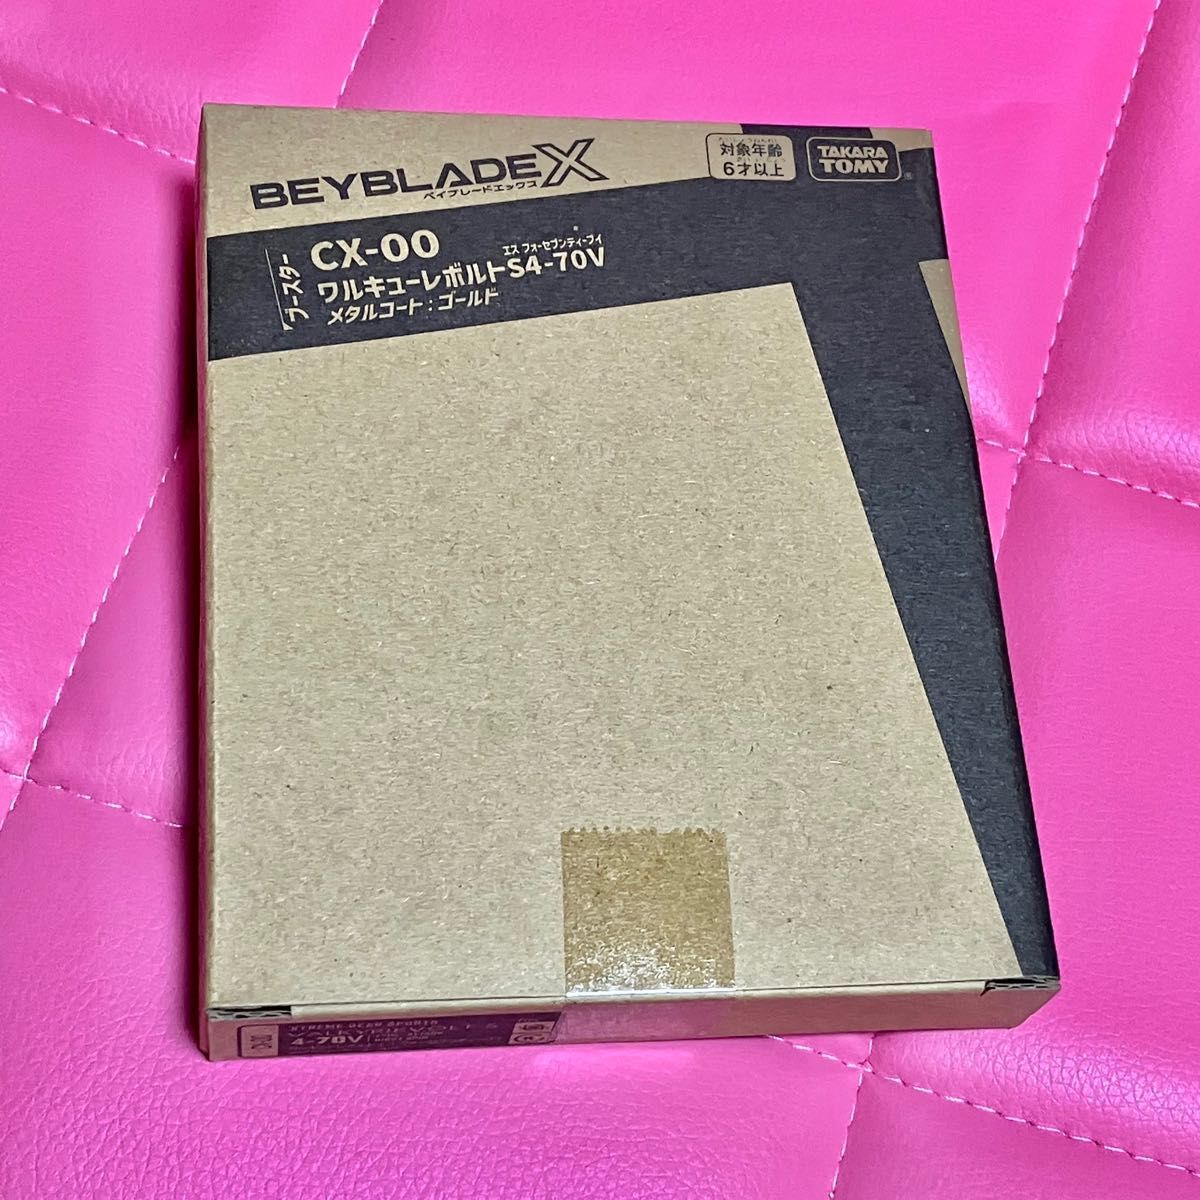 BEYBLADE X
ベイブレードエックス
対象年齢
6才以上
TAKARA
TOMY
ブースター
CX-00
エス フォーセブンティーブイ
ワルキューレボルトS4-70V
メタルコート：ゴールド
4-70V